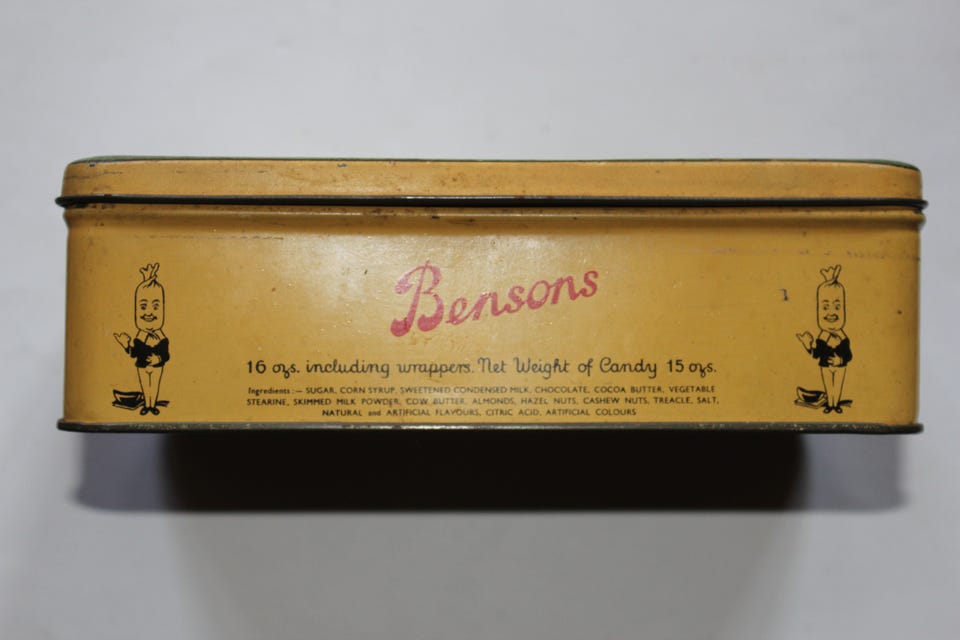 Bensons
16 ozs. including wrappers. Net Weight of Candy 15 ozs.
Ingredients :— SUGAR, CORN SYRUP, SWEETENED CONDENSED MILK, CHOCOLATE, COCOA BUTTER, VEGETABLE
STEARINE, SKIMMED MILK POWDER, COW BUTTER, ALMONDS, HAZEL NUTS, CASHEW NUTS, TREACLE, SALT,
NATURAL and ARTIFICIAL FLAVOURS, CITRIC ACID, ARTIFICIAL COLOURS